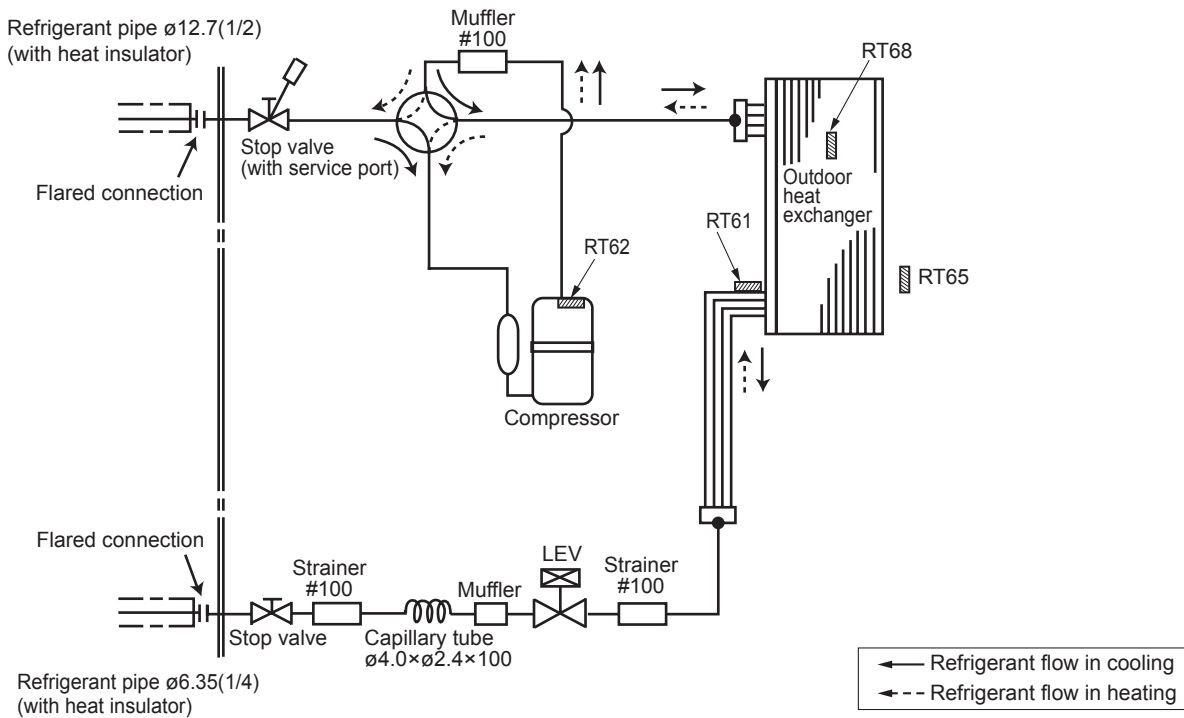 Refrigerant pipe ø12.7(1/2)
(with heat insulator)
Muffler
#100
RT68
Stop valve
(with service port)
Flared connection
Outdoor
heat
exchanger
RT61
RT62
RT65
Compressor
Flared connection
Strainer
#100
Muffler
LEV
Strainer
#100
Stop valve
Capillary tube
ø4.0×ø2.4×100
Refrigerant pipe ø6.35(1/4)
(with heat insulator)
Refrigerant flow in cooling
Refrigerant flow in heating